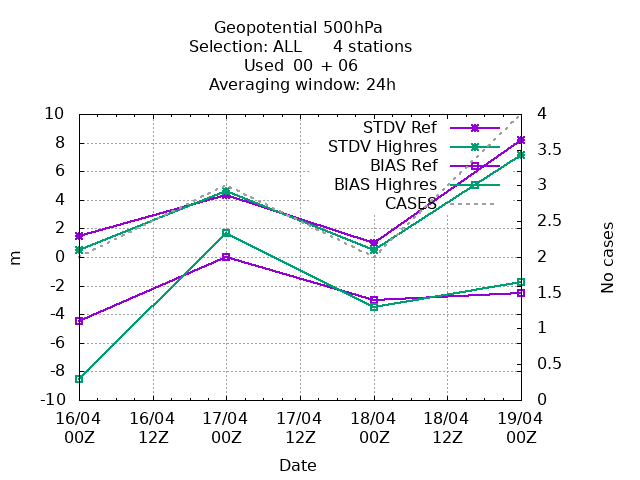 Geopotential 500hPa
Selection: ALL 4 stations
Used 00 + 06
Averaging window: 24h
STDV Ref
STDV Highres
BIAS Ref
BIAS Highres
CASES
10
8
6
4
2
0
-2
-4
-6
-8
-10
m
4
3.5
3
2.5
2
1.5
1
0.5
0
No cases
16/04 16/04 17/04 17/04 18/04 18/04 19/04
00Z 12Z 00Z 12Z 00Z 12Z 00Z
Date